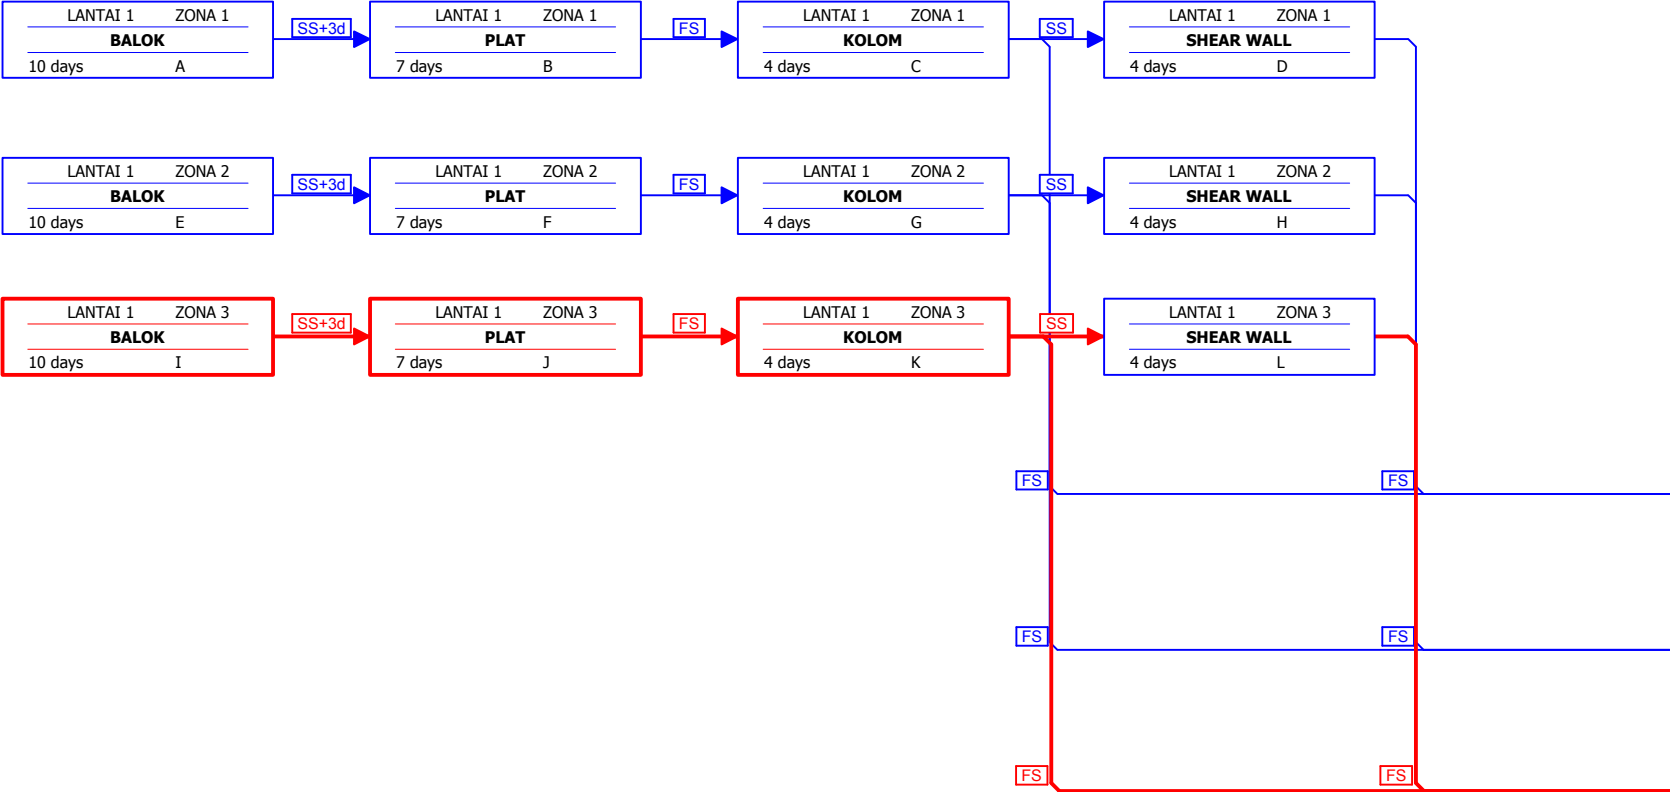 LANTAI 1 ZONA 1
BALOK
10 days A
SS+3d
LANTAI 1 ZONA 1
PLAT
7 days B
FS
LANTAI 1 ZONA 1
KOLOM
4 days C
SS
LANTAI 1 ZONA 1
SHEAR WALL
4 days D
LANTAI 1 ZONA 2
BALOK
10 days E
SS+3d
LANTAI 1 ZONA 2
PLAT
7 days F
FS
LANTAI 1 ZONA 2
KOLOM
4 days G
SS
LANTAI 1 ZONA 2
SHEAR WALL
4 days H
LANTAI 1 ZONA 3
BALOK
10 days I
SS+3d
LANTAI 1 ZONA 3
PLAT
7 days J
FS
LANTAI 1 ZONA 3
KOLOM
4 days K
SS
LANTAI 1 ZONA 3
SHEAR WALL
4 days L
FS
FS
FS
FS
FS
FS